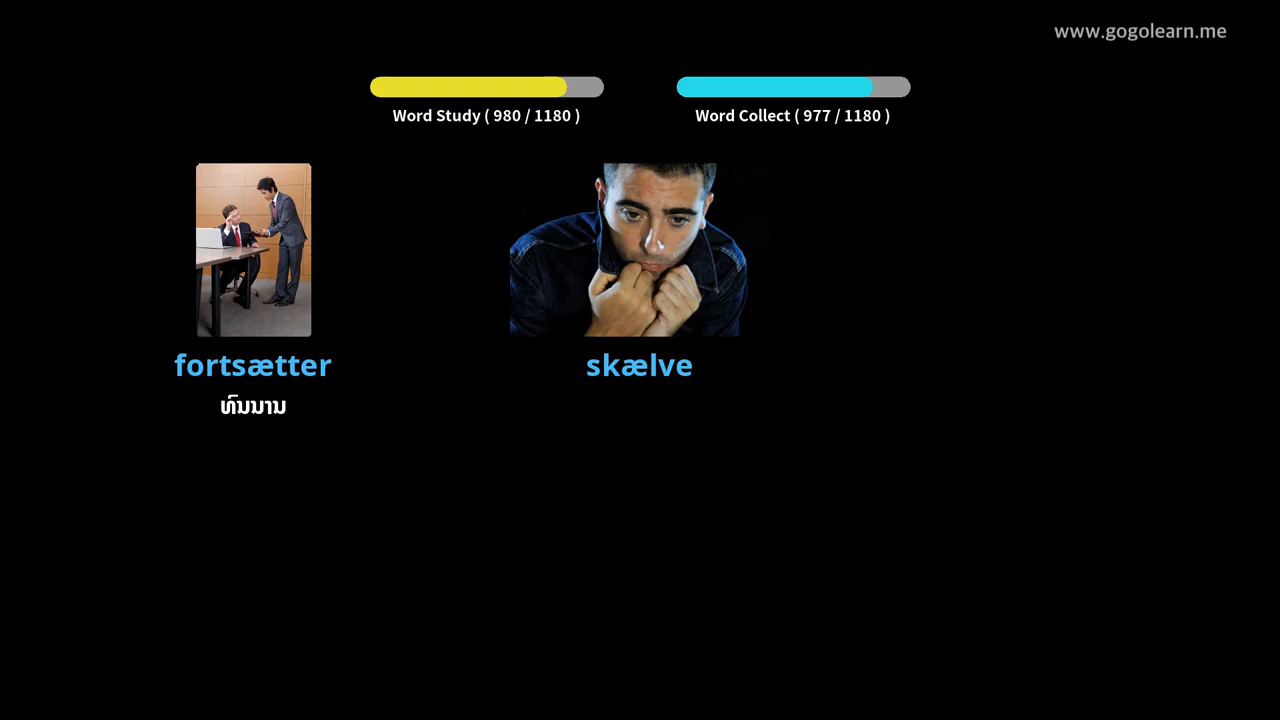 www.gogolearn.me
Word Study ( 980 / 1180 )
Word Collect ( 977 / 1180 )
fortsætter
skælve
ທົນນານ